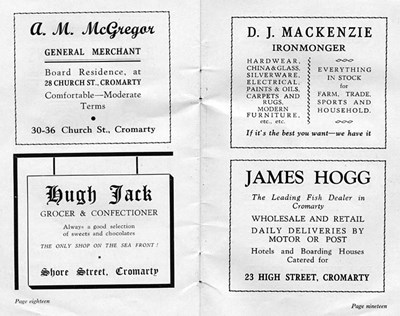 A. M. McGregor
GENERAL MERCHANT
Board Residence, at
28 CHURCH ST., CROMARTY
Comfortable—Moderate
Terms
30-36 Church St., Cromarty
Hugh Jack
GROCER & CONFECTIONER
Always a good selection
of sweets and chocolates
THE ONLY SHOP ON THE SEA FRONT!
Shore Street, Cromarty
Page eighteen
D. J. MACKENZIE
IRONMONGER
HARDWARE,
CHINA & GLASS,
SILVERWARE,
ELECTRICAL,
PAINTS & OILS,
CARPETS AND
RUGS,
MODERN
FURNITURE,
etc., etc.
EVERYTHING
IN STOCK
for
FARM, TRADE,
SPORTS AND
HOUSEHOLD.
If it's the best you want—we have it
JAMES HOGG
The Leading Fish Dealer in
Cromarty
WHOLESALE AND RETAIL
DAILY DELIVERIES BY
MOTOR OR POST
Hotels and Boarding Houses
Catered for
23 HIGH STREET, CROMARTY
Page nineteen